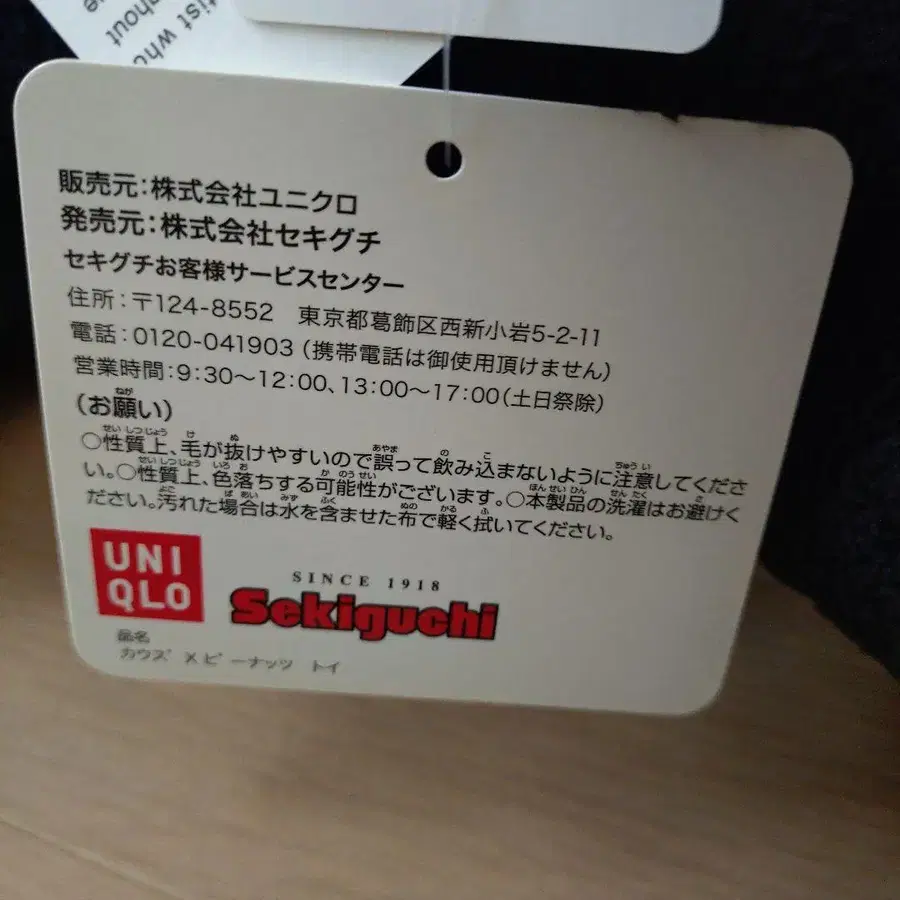 tist who
ghout
販売元：株式会社ユニクロ
発売元：株式会社セキグチ
セキグチお客様サービスセンター
住所：〒124-8552　東京都葛飾区西新小岩5-2-11
電話：0120-041903（携帯電話は御使用頂けません）
営業時間：9:30〜12:00、13:00〜17:00（土日祭除）
（お願い）
○性質上、毛が抜けやすいので誤って飲み込まないように注意してくださ
い。○性質上、色落ちする可能性がございます。○本製品の洗濯はお避けく
ださい。汚れた場合は水を含ませた布で軽く拭いてください。
UNI
QLO
SINCE 1918
Sekiguchi
品名
カウズ×ピーナッツ トイ